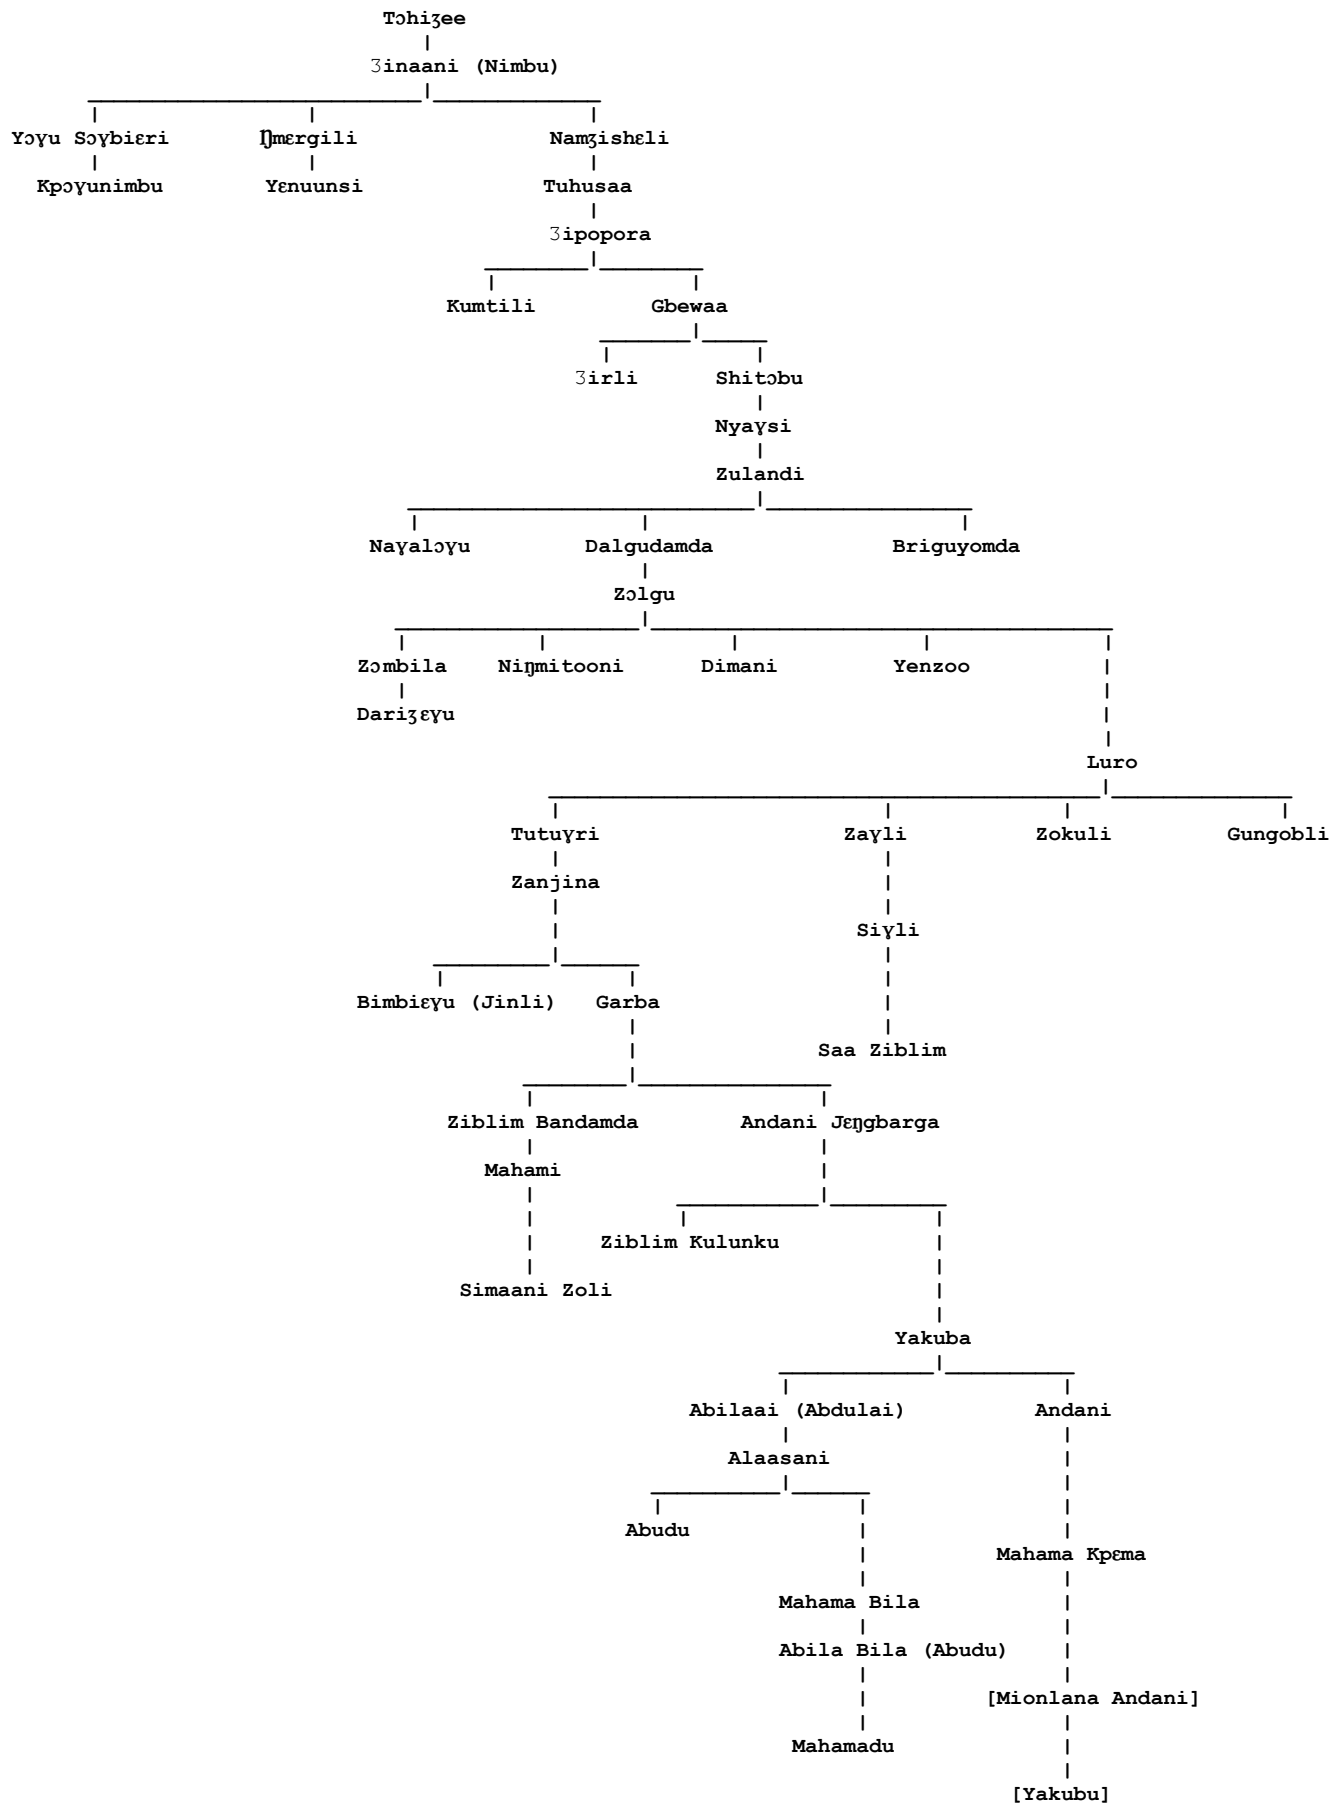 Tɔhiʒee
Ʒinaani (Nimbu)
Yɔɣu Sɔɣbiɛri Ŋmɛrgili Namʒishɛli
Kpɔɣunimbu Yɛnuunsi Tuhusaa
Ʒipopora
Kumtili Gbewaa
Ʒirli Shitɔbu
Nyaɣsi
Zulandi
Naɣalɔɣu Dalgudamda Briguyomda
Zɔlgu
Zɔmbila Niŋmitooni Dimani Yenzoo
Dariʒɛɣu
Luro
Tutuɣri Zaɣli Zokuli Gungobli
Zanjina
Siɣli
Bimbiɛɣu (Jinli) Garba
Saa Ziblim
Ziblim Bandamda Andani Jɛŋgbarga
Mahami
Ziblim Kulunku
Simaani Zoli
Yakuba
Abilaai (Abdulai) Andani
Alaasani
Abudu
Mahama Kpɛma
Mahama Bila
Abila Bila (Abudu)
[Mionlana Andani]
Mahamadu
[Yakubu]